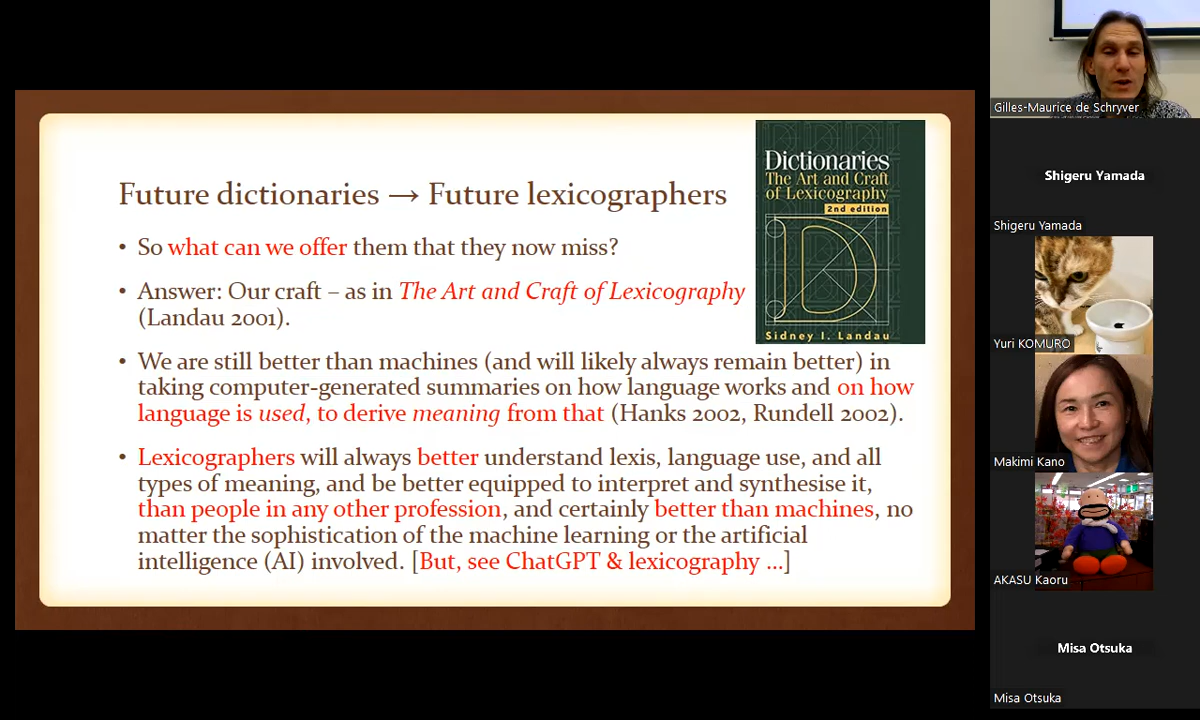 Future dictionaries → Future lexicographers
• So what can we offer them that they now miss?
• Answer: Our craft – as in The Art and Craft of Lexicography
(Landau 2001).
• We are still better than machines (and will likely always remain better) in
taking computer-generated summaries on how language works and on how
language is used, to derive meaning from that (Hanks 2002, Rundell 2002).
• Lexicographers will always better understand lexis, language use, and all
types of meaning, and be better equipped to interpret and synthesise it,
than people in any other profession, and certainly better than machines, no
matter the sophistication of the machine learning or the artificial
intelligence (AI) involved. [But, see ChatGPT & lexicography ...]
Dictionaries
The Art and Craft
of Lexicography
2nd edition
Sidney I. Landau
Gilles-Maurice de Schryver
Shigeru Yamada
Shigeru Yamada
Yuri KOMURO
Makimi Kano
AKASU Kaoru
Misa Otsuka
Misa Otsuka